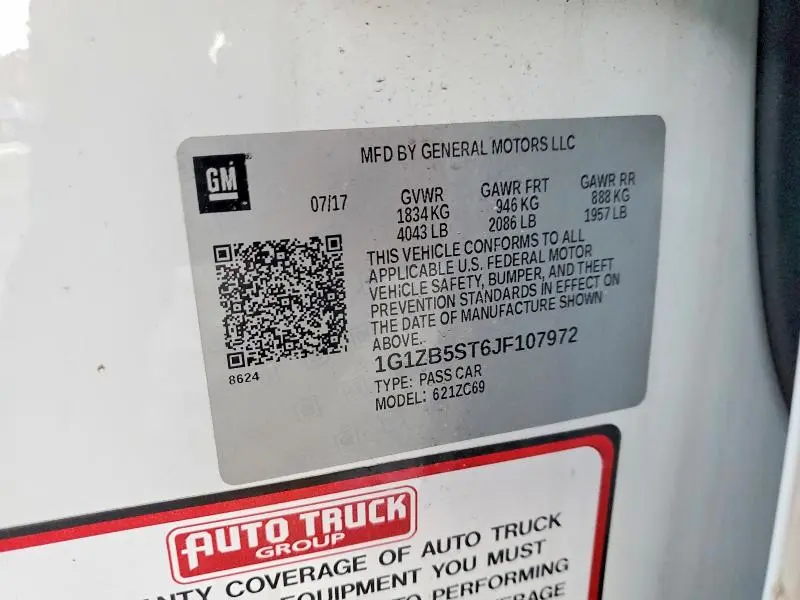 GM
MFD BY GENERAL MOTORS LLC
07/17
GVWR
1834 KG
4043 LB
GAWR FRT
946 KG
2086 LB
GAWR RR
888 KG
1957 LB
THIS VEHICLE CONFORMS TO ALL
APPLICABLE U.S. FEDERAL MOTOR
VEHICLE SAFETY, BUMPER, AND THEFT
PREVENTION STANDARDS IN EFFECT ON
THE DATE OF MANUFACTURE SHOWN
ABOVE.
8624
1G1ZB5ST6JF107972
TYPE: PASS CAR
MODEL: 621ZC69
AUTO TRUCK
GROUP
COVERAGE OF AUTO TRUCK
YOU MUST
PERFORMING